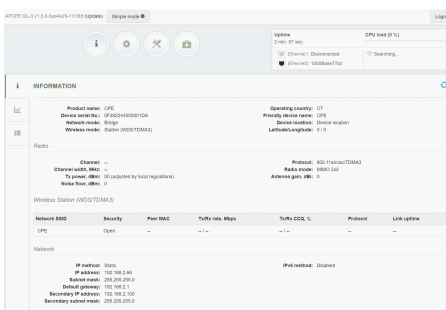 APCPE.QL-3.v1.0.5-5ee4a28-17c3bf (Update) Simple mode Logo
Uptime
2 min, 57 sec.
CPU load (0 %)
Ethernet1: Disconnected
Ethernet2: 1000BaseT/full
Searching...
INFORMATION
Product name: CPE
Device serial No.: 0F392244000001DA
Network mode: Bridge
Wireless mode: Station (WDS/TDMA3)
Operating country: CT
Friendly device name: CPE
Device location: Device location
Latitude/Longitude: 0 / 0
Radio
Channel: --
Channel width, MHz: --
Tx power, dBm: 50 (adjusted by local regulations)
Noise floor, dBm: 0
Protocol: 802.11a/n/ac/TDMA3
Radio mode: MIMO 2x2
Antenna gain, dBi: 0
Wireless Station (WDS/TDMA3)
Network SSID Security Peer MAC Tx/Rx rate, Mbps Tx/Rx CCQ, % Protocol Link uptime
CPE Open -- -- / -- -- / -- -- --
Network
IP method: Static
IP address: 192.168.2.66
Subnet mask: 255.255.255.0
Default gateway: 192.168.2.1
Secondary IP address: 192.168.2.100
Secondary subnet mask: 255.255.255.0
IPv6 method: Disabled